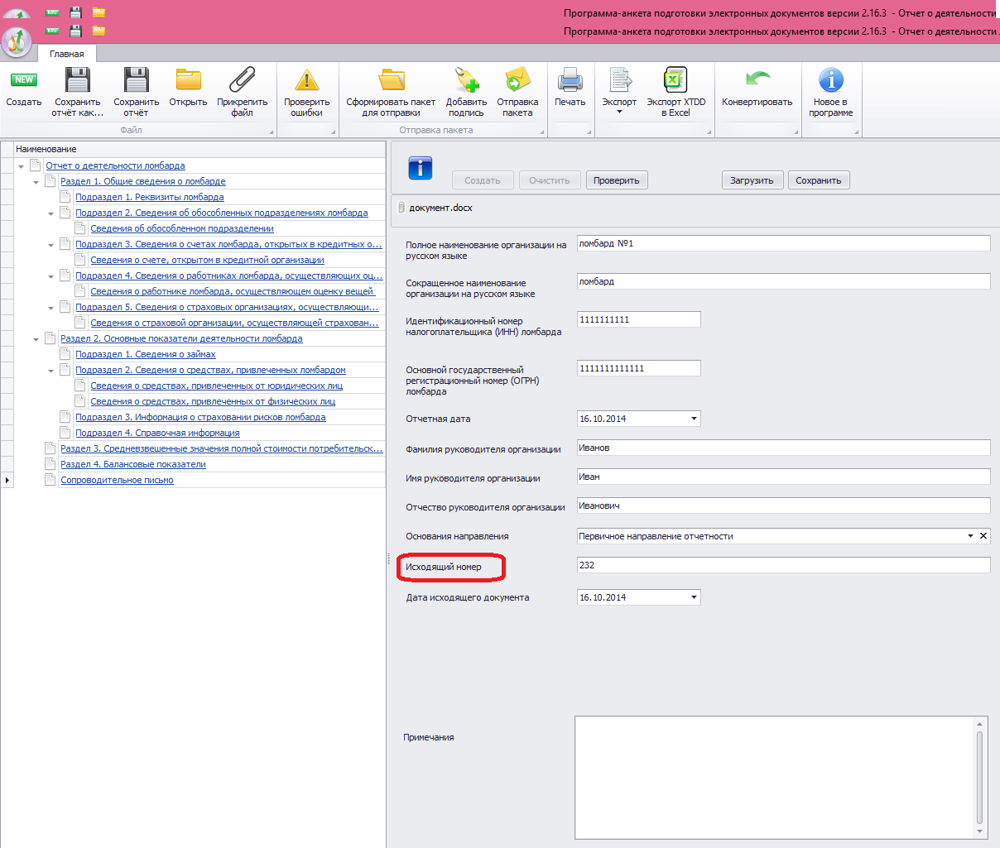 Программа-анкета подготовки электронных документов версии 2.16.3 - Отчет о деятельности
Программа-анкета подготовки электронных документов версии 2.16.3 - Отчет о деятельности
Главная
NEW
Создать
Сохранить отчёт как...
Сохранить отчёт
Открыть
Прикрепить файл
Файл
Проверить ошибки
Сформировать пакет для отправки
Добавить подпись
Отправка пакета
Отправка пакета
Печать
Экспорт
Экспорт XTDD в Excel
Конвертировать
Новое в программе
Наименование
Отчет о деятельности ломбарда
Раздел 1. Общие сведения о ломбарде
Подраздел 1. Реквизиты ломбарда
Подраздел 2. Сведения об обособленных подразделениях ломбарда
Сведения об обособленном подразделении
Подраздел 3. Сведения о счетах ломбарда, открытых в кредитных о...
Сведения о счете, открытом в кредитной организации
Подраздел 4. Сведения о работниках ломбарда, осуществляющих оц...
Сведения о работнике ломбарда, осуществляющем оценку вещей
Подраздел 5. Сведения о страховых организациях, осуществляющи...
Сведения о страховой организации, осуществляющей страхован...
Раздел 2. Основные показатели деятельности ломбарда
Подраздел 1. Сведения о займах
Подраздел 2. Сведения о средствах, привлеченных ломбардом
Сведения о средствах, привлеченных от юридических лиц
Сведения о средствах, привлеченных от физических лиц
Подраздел 3. Информация о страховании рисков ломбарда
Подраздел 4. Справочная информация
Раздел 3. Средневзвешенные значения полной стоимости потребительск...
Раздел 4. Балансовые показатели
Сопроводительное письмо
Создать
Очистить
Проверить
Загрузить
Сохранить
документ.docx
Полное наименование организации на
русском языке
ломбард №1
Сокращенное наименование
организации на русском языке
ломбард
Идентификационный номер
налогоплательщика (ИНН) ломбарда
1111111111
Основной государственный
регистрационный номер (ОГРН)
ломбарда
1111111111111
Отчетная дата
16.10.2014
Фамилия руководителя организации
Иванов
Имя руководителя организации
Иван
Отчество руководителя организации
Иванович
Основания направления
Первичное направление отчетности
Исходящий номер
232
Дата исходящего документа
16.10.2014
Примечания